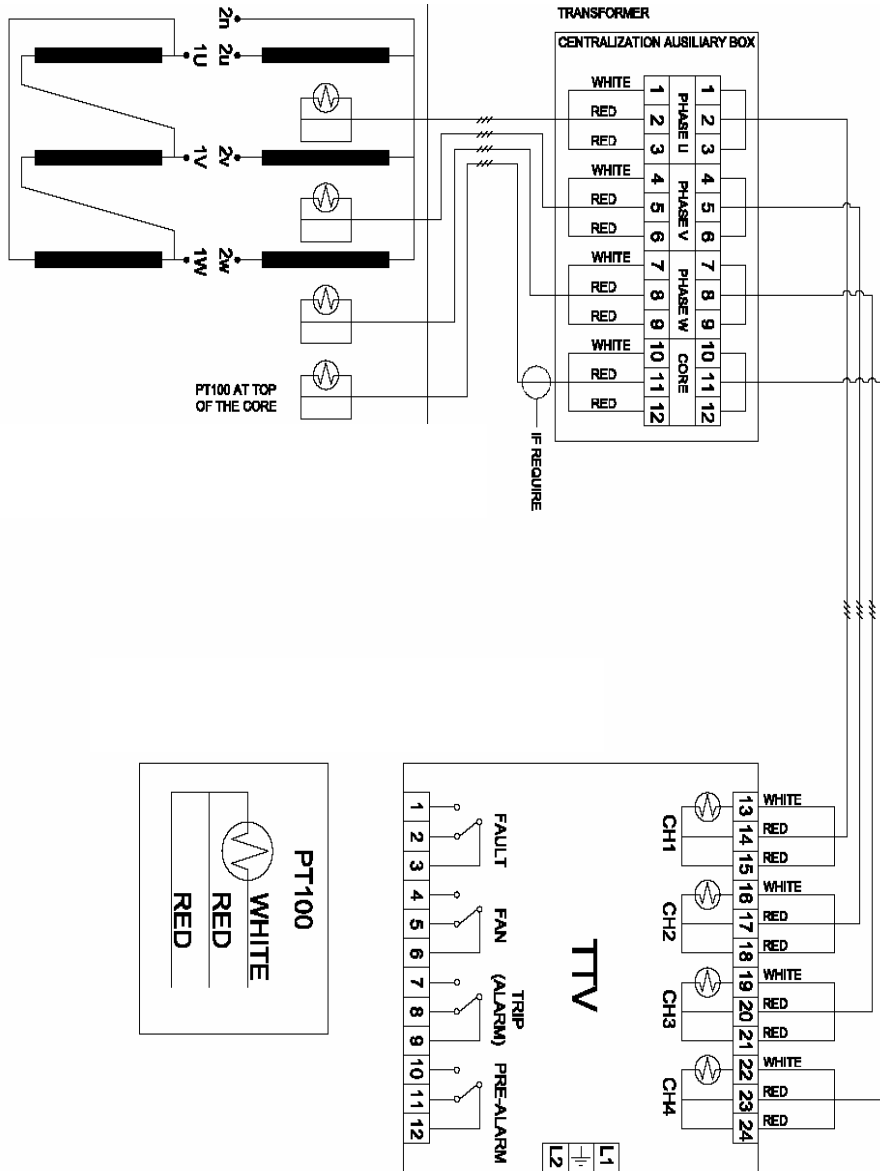 TRANSFORMER
CENTRALIZATION AUSILIARY BOX
2n
1U 2u
1V 2v
1W 2w
PT100 AT TOP
OF THE CORE
WHITE 1 1
RED 2 PHASE U 2
RED 3 3
WHITE 4 4
RED 5 PHASE V 5
RED 6 6
WHITE 7 7
RED 8 PHASE W 8
RED 9 9
WHITE 10 10
RED 11 CORE 11
RED 12 12
IF REQUIRE
PT100
WHITE
RED
RED
TTV
1
2 FAULT
3
4
5 FAN
6
7
8 TRIP
(ALARM)
9
10
11 PRE-ALARM
12
13 WHITE
CH1 14 RED
15 RED
16 WHITE
CH2 17 RED
18 RED
19 WHITE
CH3 20 RED
21 RED
22 WHITE
CH4 23 RED
24 RED
L1
L2